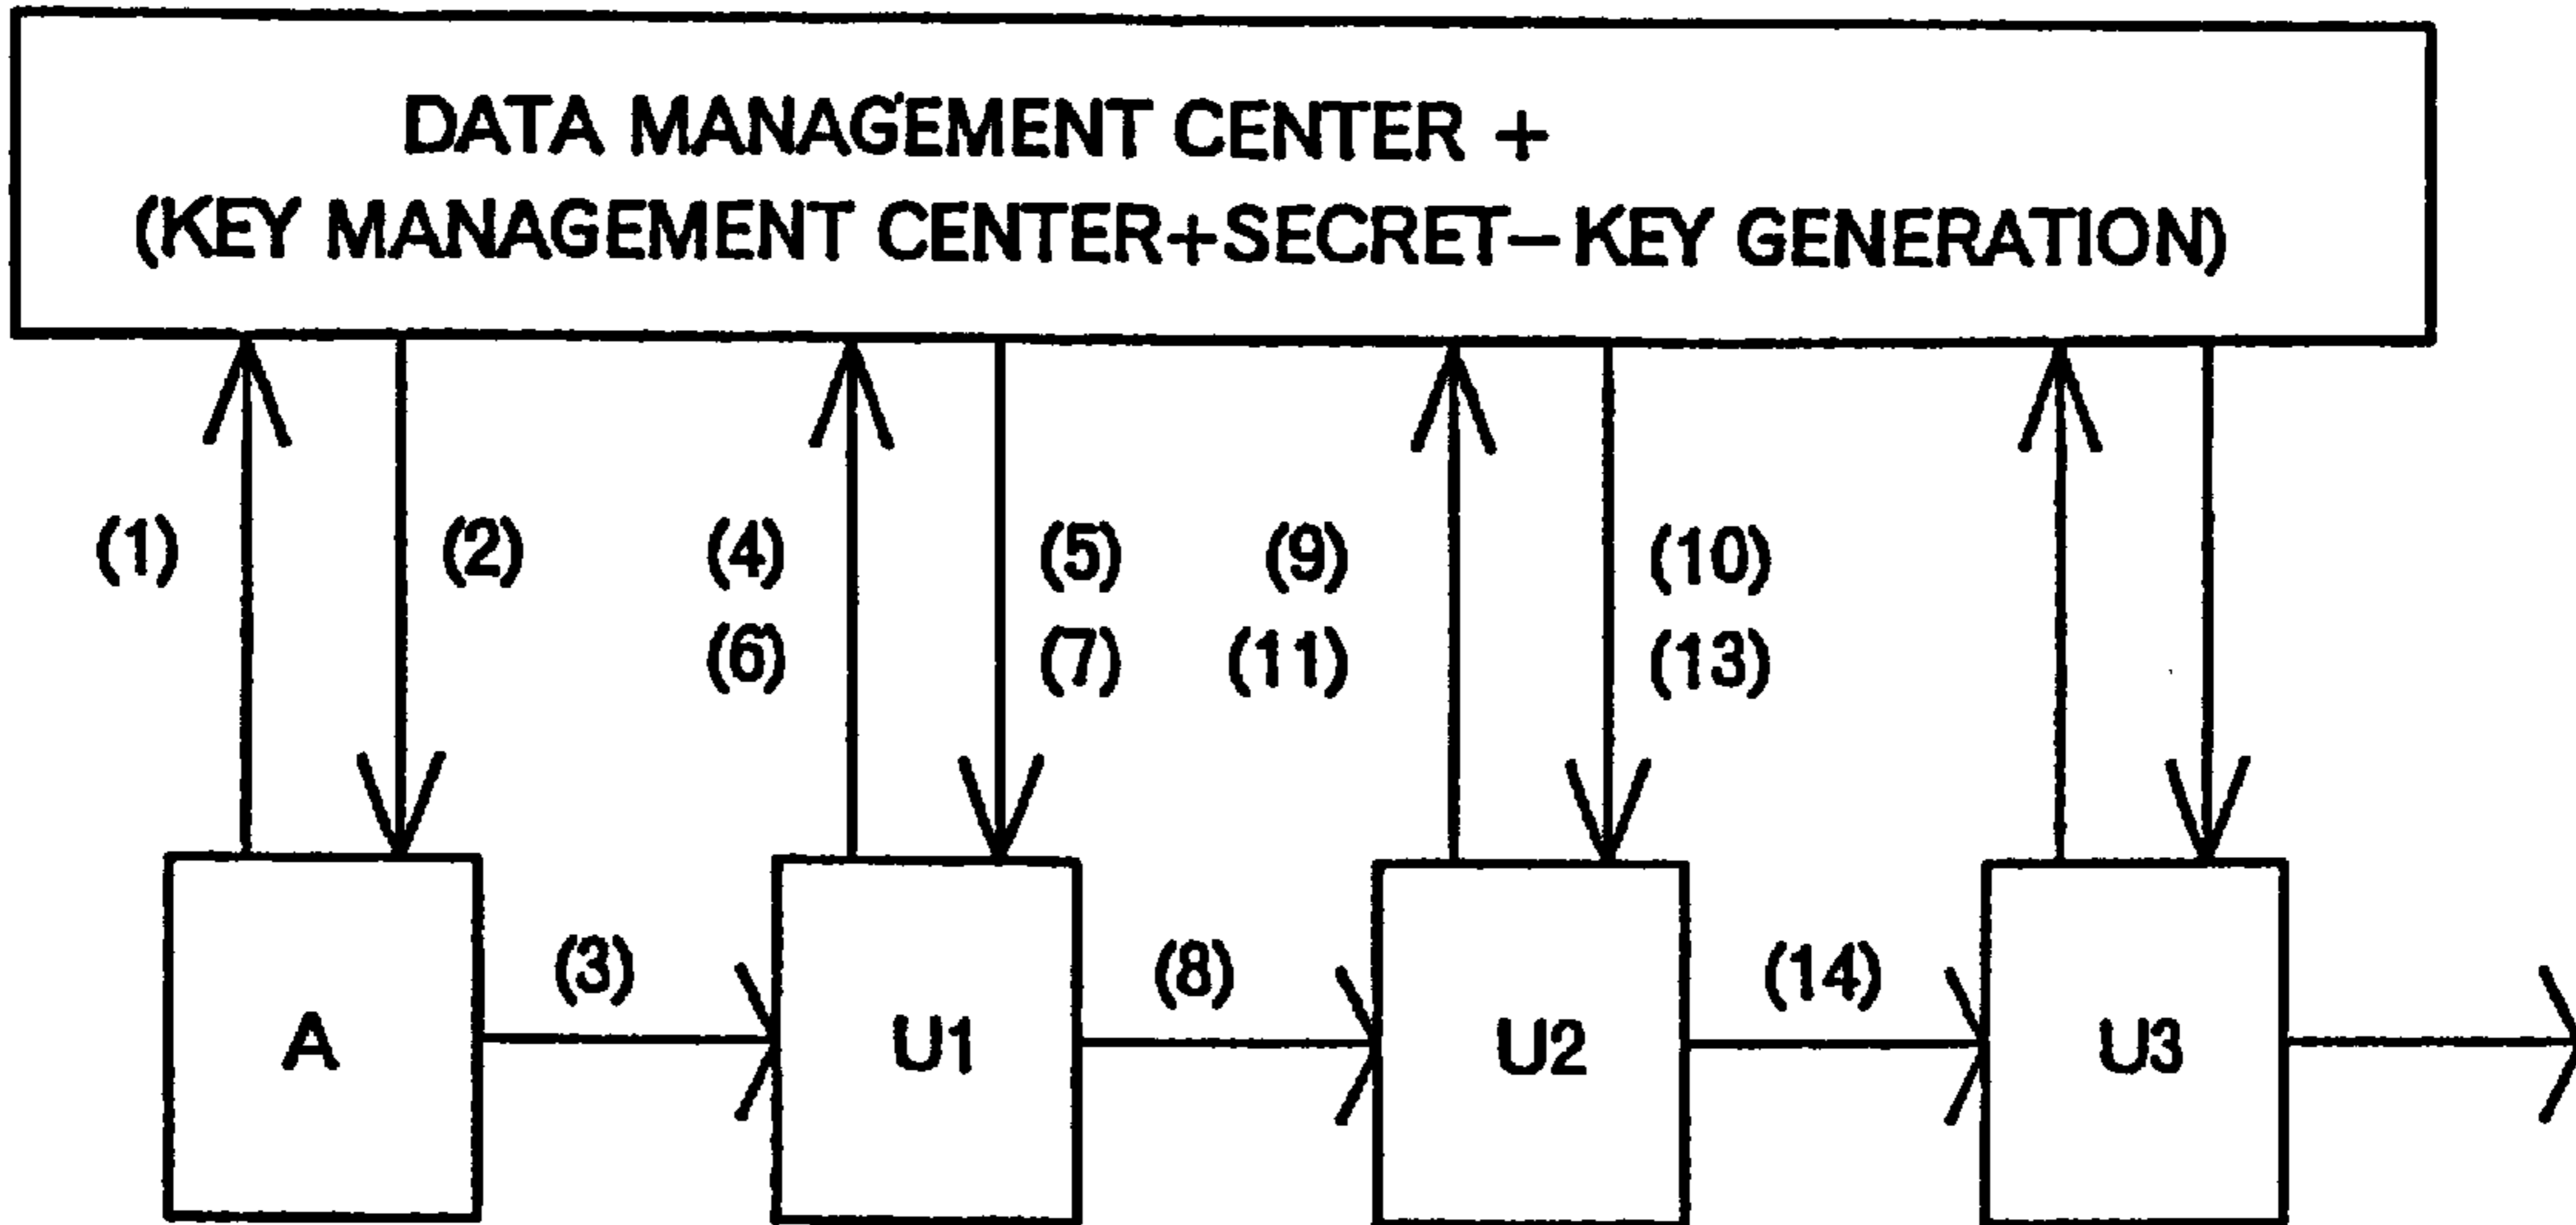 DATA MANAGEMENT CENTER +
(KEY MANAGEMENT CENTER+SECRET-KEY GENERATION)
(1)
(2)
(4)
(5)
(9)
(10)
(6)
(7)
(11)
(13)
(3)
(8)
(14)
A
U1
U2
U3